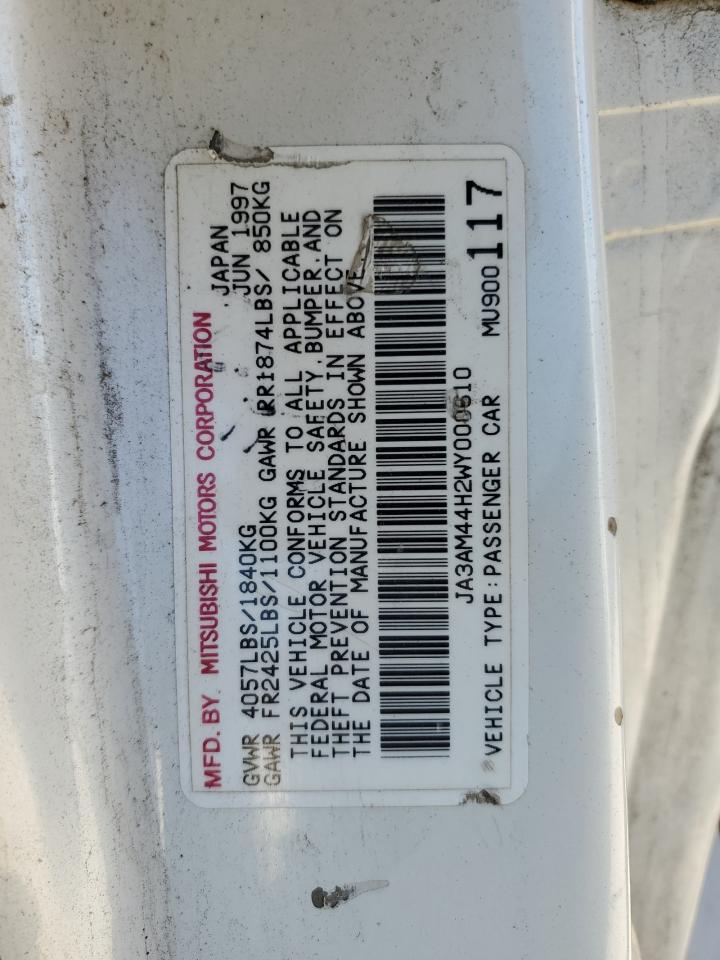 MFD. BY. MITSUBISHI MOTORS CORPORATION JAPAN
GVWR 4057LBS/1840KG JUN 1997
GAWR FR2425LBS/1100KG GAWR RR1874LBS/ 850KG
THIS VEHICLE CONFORMS TO ALL APPLICABLE
FEDERAL MOTOR VEHICLE SAFETY, BUMPER, AND
THEFT PREVENTION STANDARDS IN EFFECT ON
THE DATE OF MANUFACTURE SHOWN ABOVE
JA3AM44H2WY000610
*VEHICLE TYPE:PASSENGER CAR MU900117